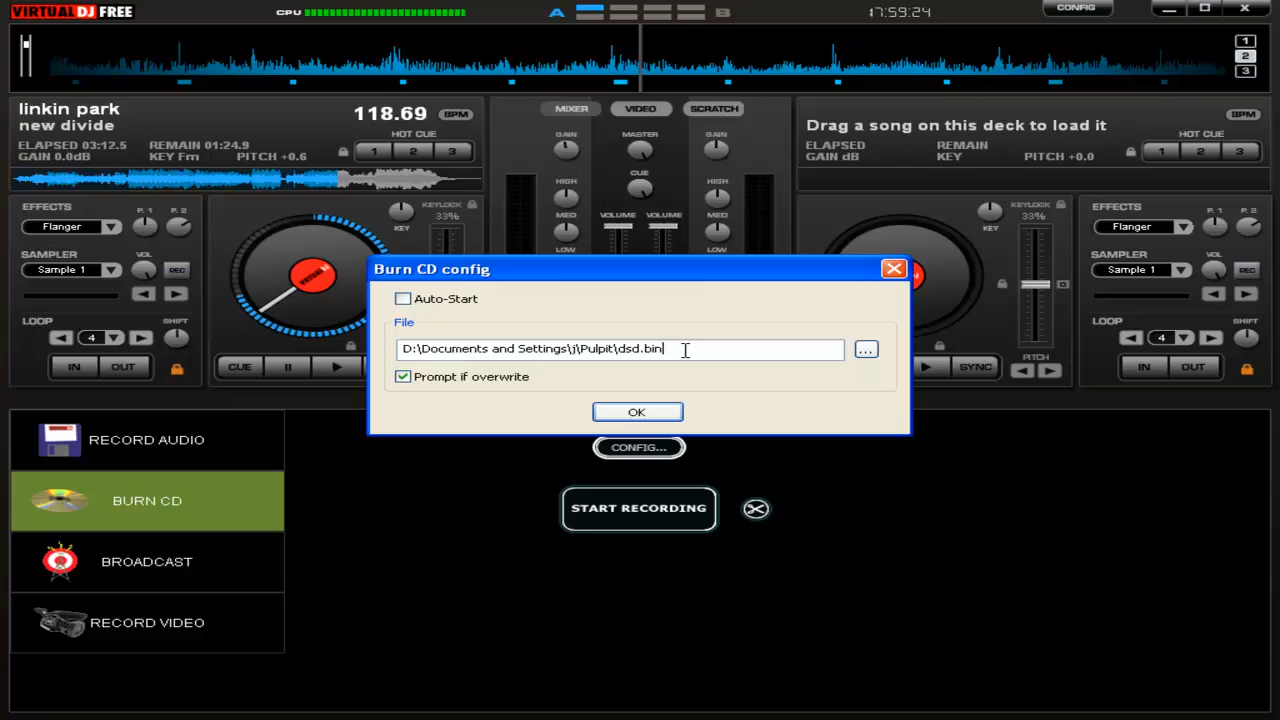 VIRTUAL DJ FREE
CPU
A
B
17:59:24
CONFIG
1
2
3
linkin park
new divide
118.69 BPM
ELAPSED 03:12.5 REMAIN 01:24.9
GAIN 0.0dB KEY Fm PITCH +0.6
HOT CUE
1 2 3
MIXER VIDEO SCRATCH
GAIN MASTER GAIN
CUE
HIGH HIGH
MED VOLUME VOLUME MED
LOW LOW
Drag a song on this deck to load it
BPM
ELAPSED REMAIN HOT CUE
GAIN dB KEY PITCH +0.0
1 2 3
EFFECTS P. 1 P. 2
Flanger
SAMPLER VOL
Sample 1 REC
LOOP SHIFT
4
IN OUT
KEYLOCK
33%
KEY
CUE
KEYLOCK
33%
KEY
PITCH
SYNC
EFFECTS P. 1 P. 2
Flanger
SAMPLER VOL
Sample 1 REC
LOOP SHIFT
4
IN OUT
Burn CD config
Auto-Start
File
D:\Documents and Settings\j\Pulpit\dsd.bin
...
Prompt if overwrite
OK
CONFIG...
START RECORDING
RECORD AUDIO
BURN CD
BROADCAST
RECORD VIDEO